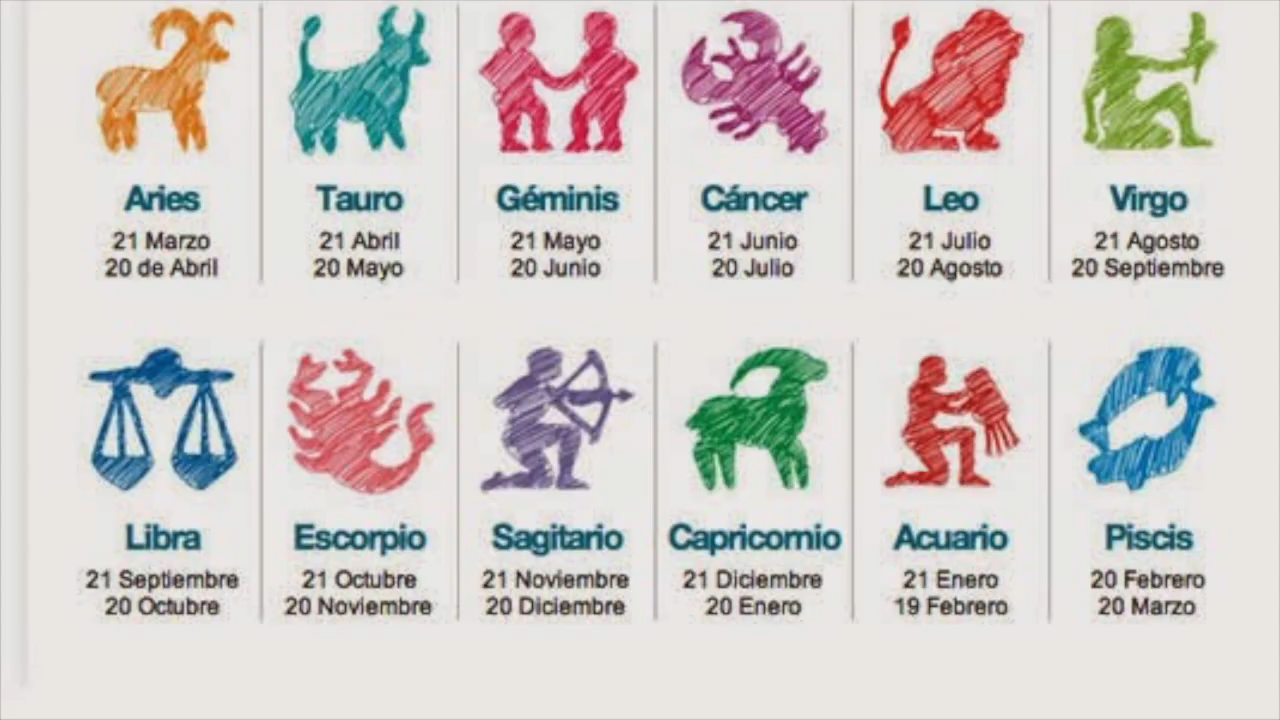 Aries
21 Marzo
20 de Abril
Tauro
21 Abril
20 Mayo
Géminis
21 Mayo
20 Junio
Cáncer
21 Junio
20 Julio
Leo
21 Julio
20 Agosto
Virgo
21 Agosto
20 Septiembre
Libra
21 Septiembre
20 Octubre
Escorpio
21 Octubre
20 Noviembre
Sagitario
21 Noviembre
20 Diciembre
Capricornio
21 Diciembre
20 Enero
Acuario
21 Enero
19 Febrero
Piscis
20 Febrero
20 Marzo